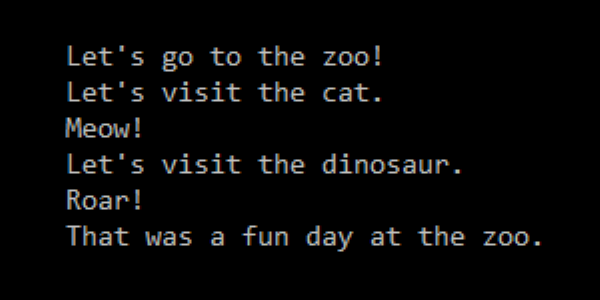 Let's go to the zoo!
Let's visit the cat.
Meow!
Let's visit the dinosaur.
Roar!
That was a fun day at the zoo.